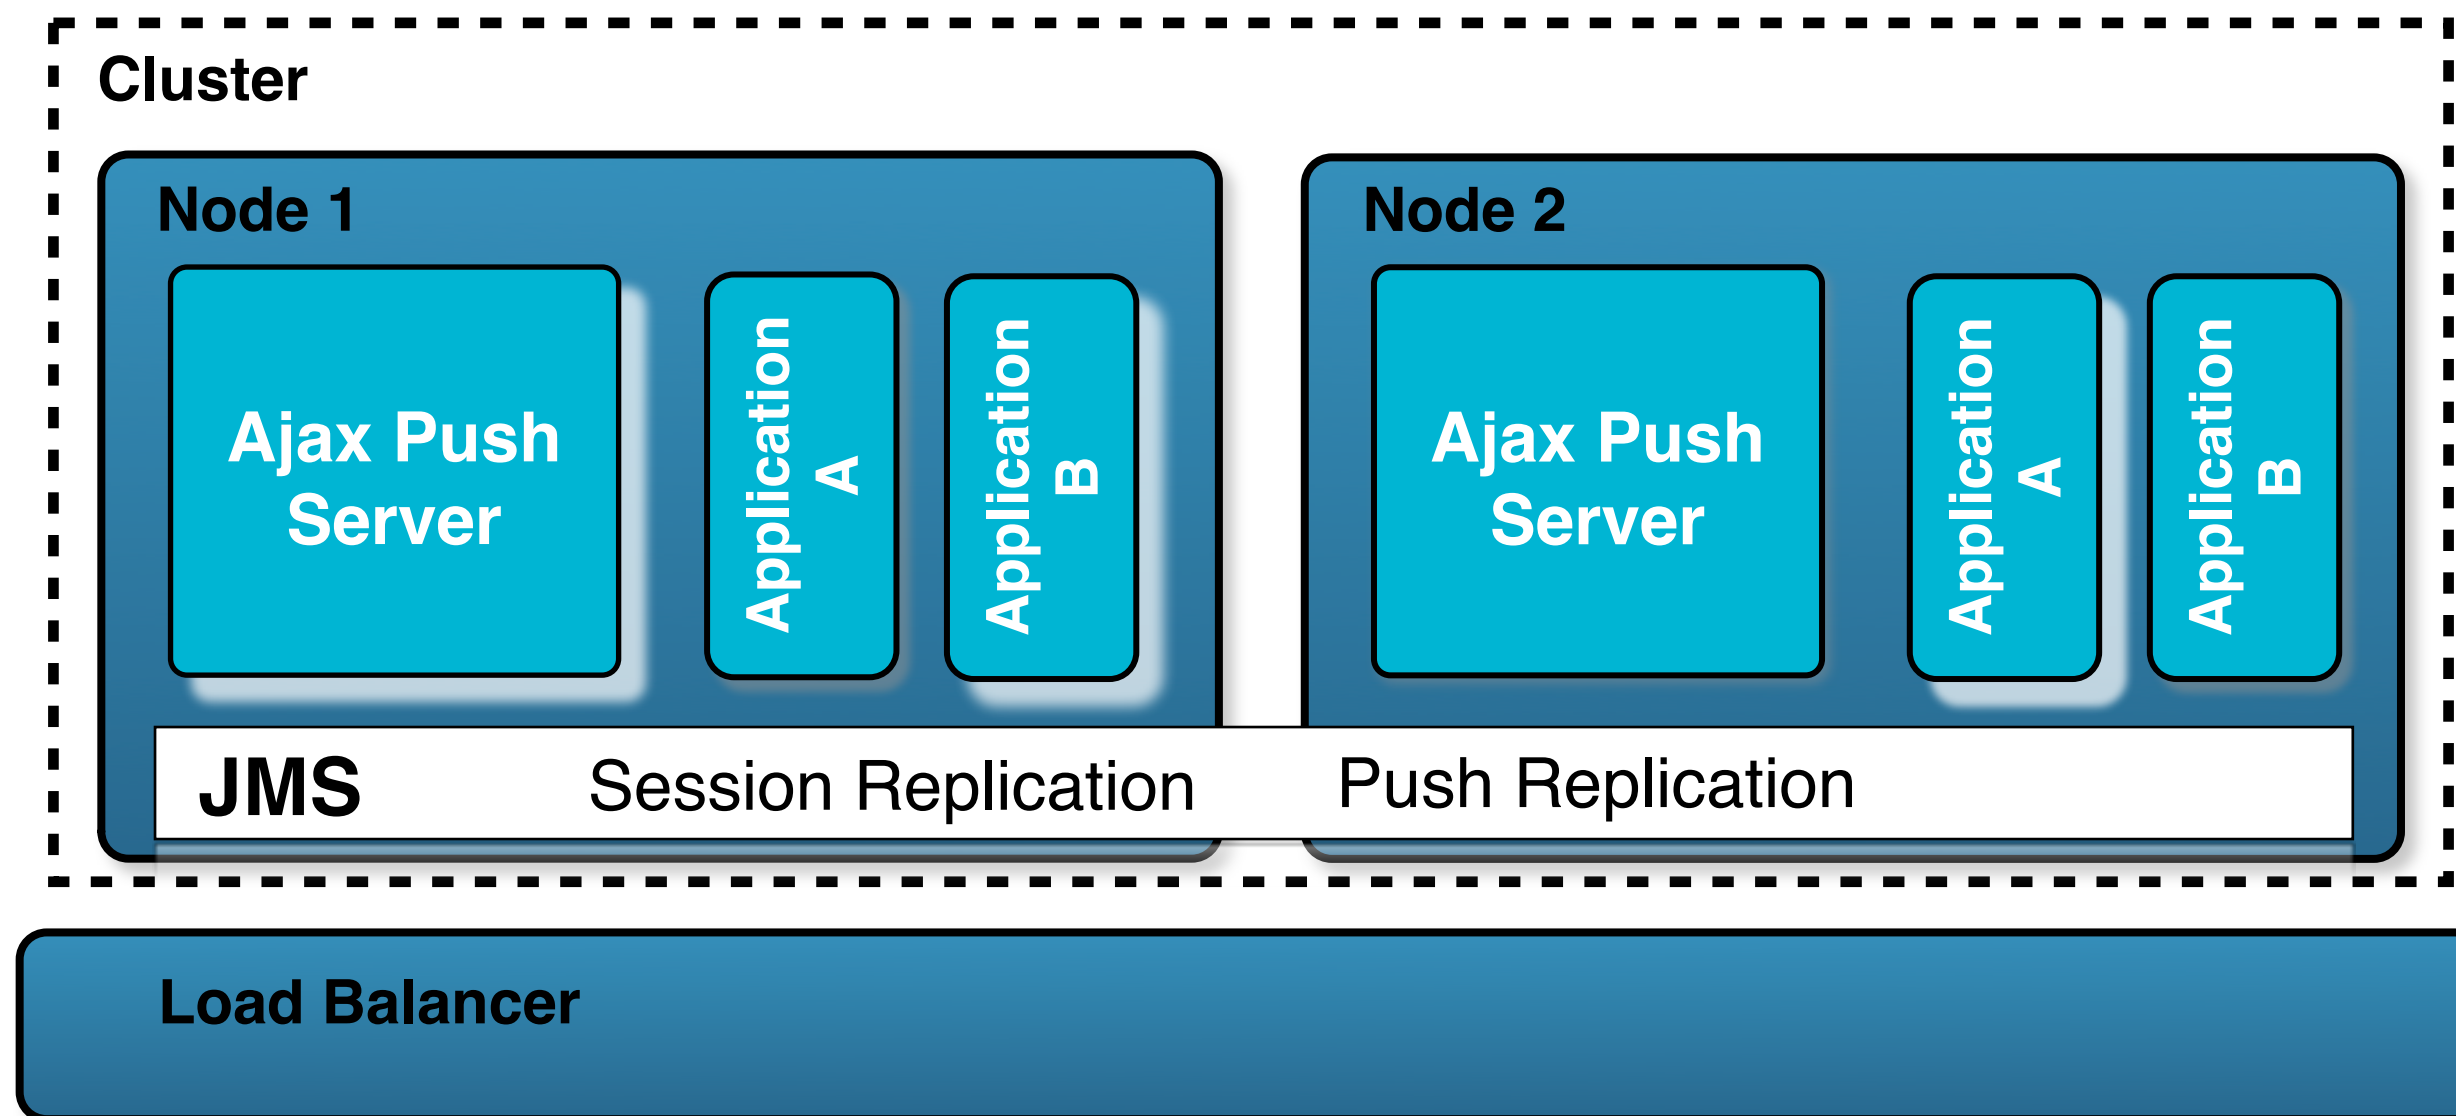 Cluster
Node 1
Ajax Push
Server
Application
A
Application
B
Node 2
Ajax Push
Server
Application
A
Application
B
JMS
Session Replication
Push Replication
Load Balancer